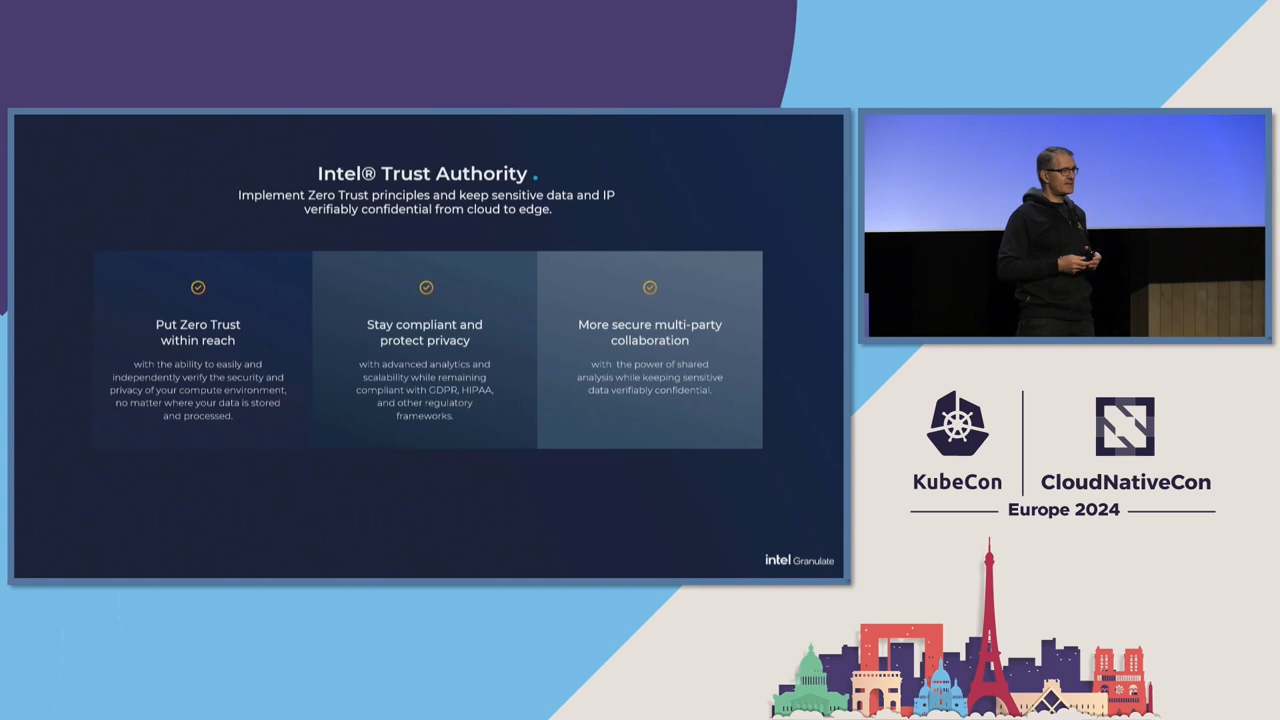 Intel® Trust Authority .
Implement Zero Trust principles and keep sensitive data and IP
verifiably confidential from cloud to edge.
Put Zero Trust
within reach
with the ability to easily and
independently verify the security and
privacy of your compute environment,
no matter where your data is stored
and processed.
Stay compliant and
protect privacy
with advanced analytics and
scalability while remaining
compliant with GDPR, HIPAA,
and other regulatory
frameworks.
More secure multi-party
collaboration
with the power of shared
analysis while keeping sensitive
data verifiably confidential.
intel Granulate
KubeCon
CloudNativeCon
Europe 2024